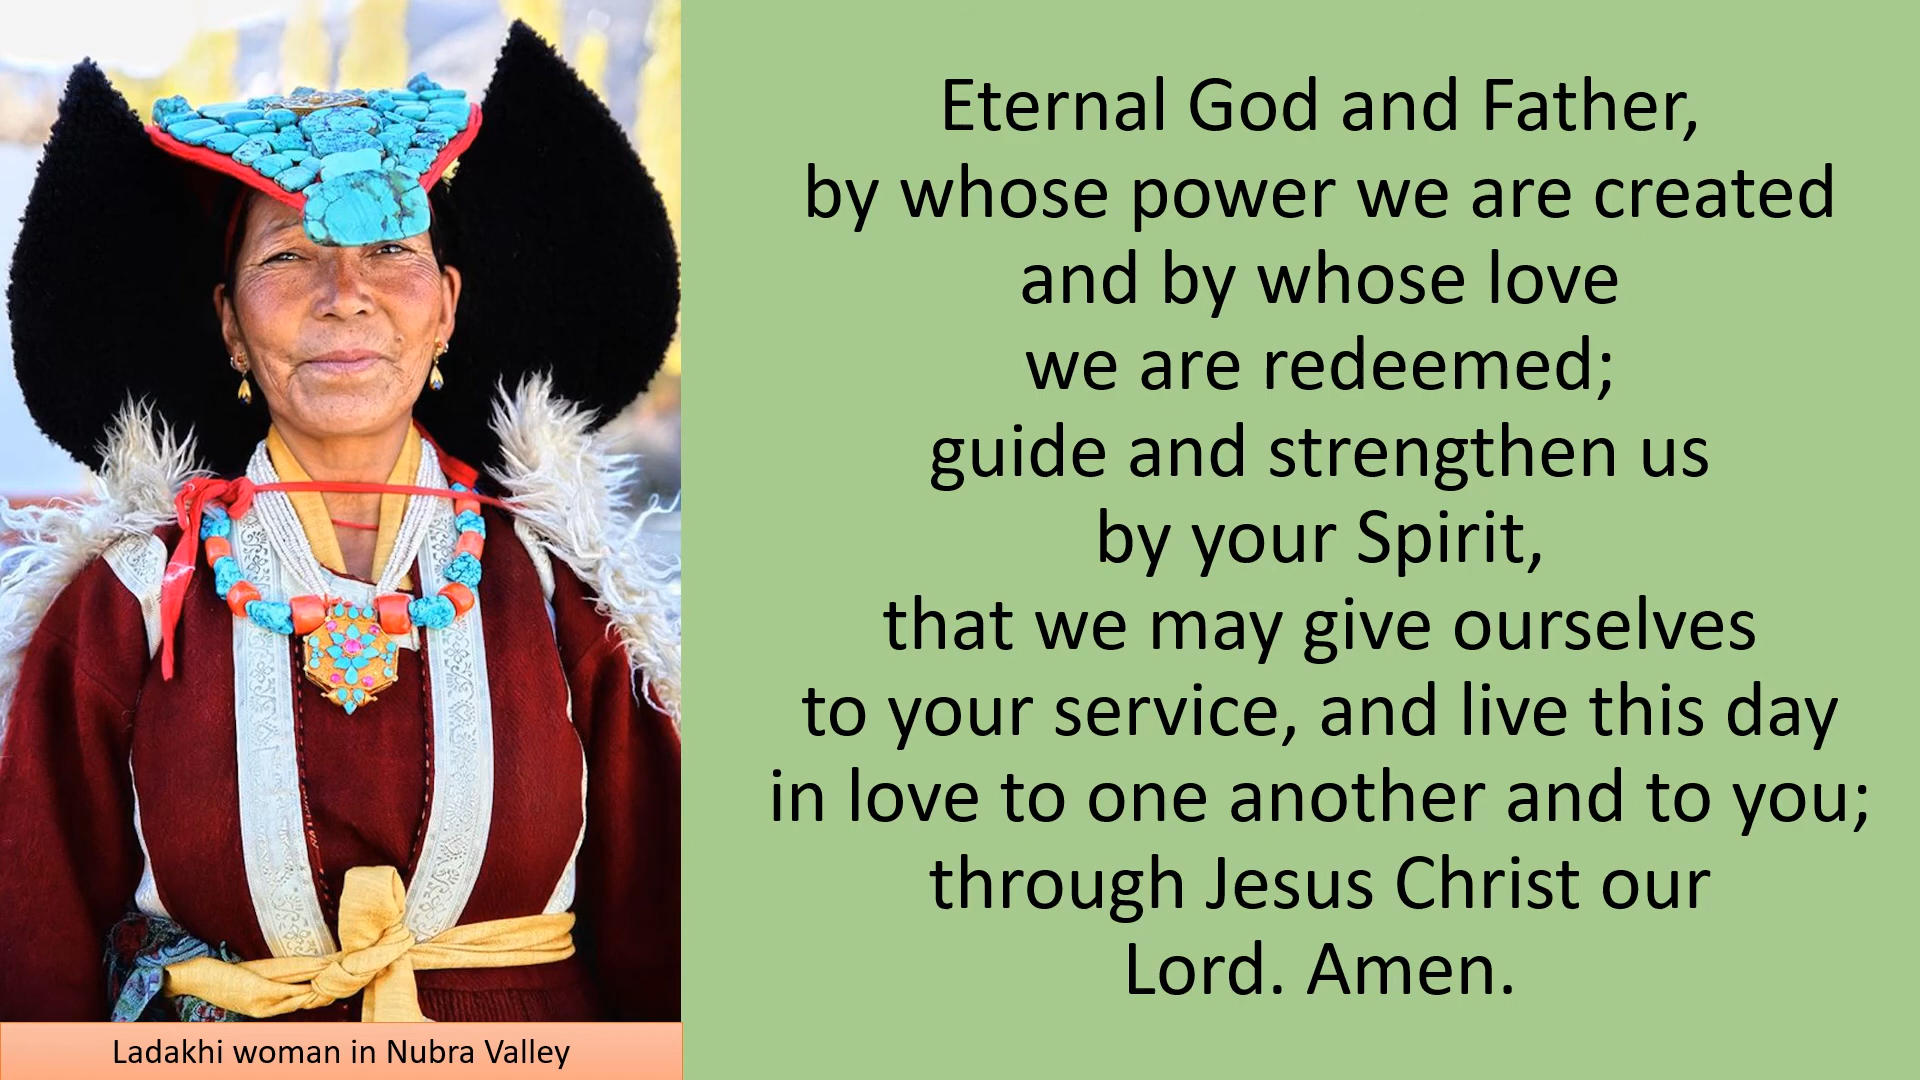 Eternal God and Father,
by whose power we are created
and by whose love
we are redeemed;
guide and strengthen us
by your Spirit,
that we may give ourselves
to your service, and live this day
in love to one another and to you;
through Jesus Christ our
Lord. Amen.
Ladakhi woman in Nubra Valley